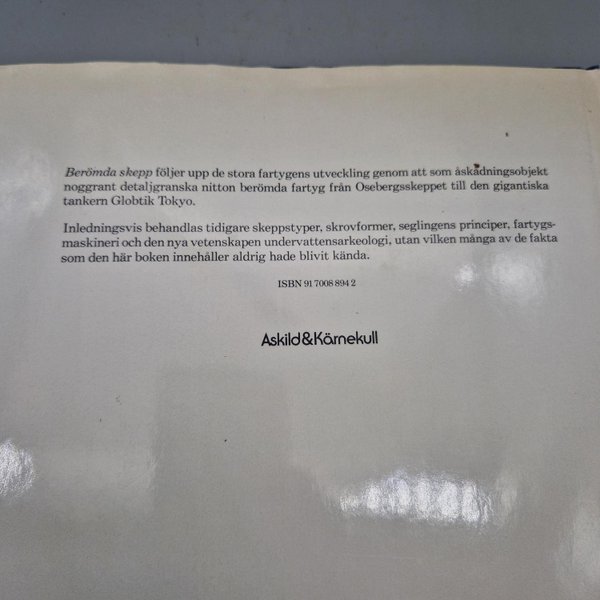 Berömda skepp följer upp de stora fartygens utveckling genom att som åskådningsobjekt
noggrant detaljgranska nitton berömda fartyg från Osebergsskeppet till den gigantiska
tankern Globtik Tokyo.
Inledningsvis behandlas tidigare skeppstyper, skrovformer, seglingens principer, fartygs-
maskineri och den nya vetenskapen undervattensarkeologi, utan vilken många av de fakta
som den här boken innehåller aldrig hade blivit kända.
ISBN 91 7008 894 2
Askild&Kärnekull